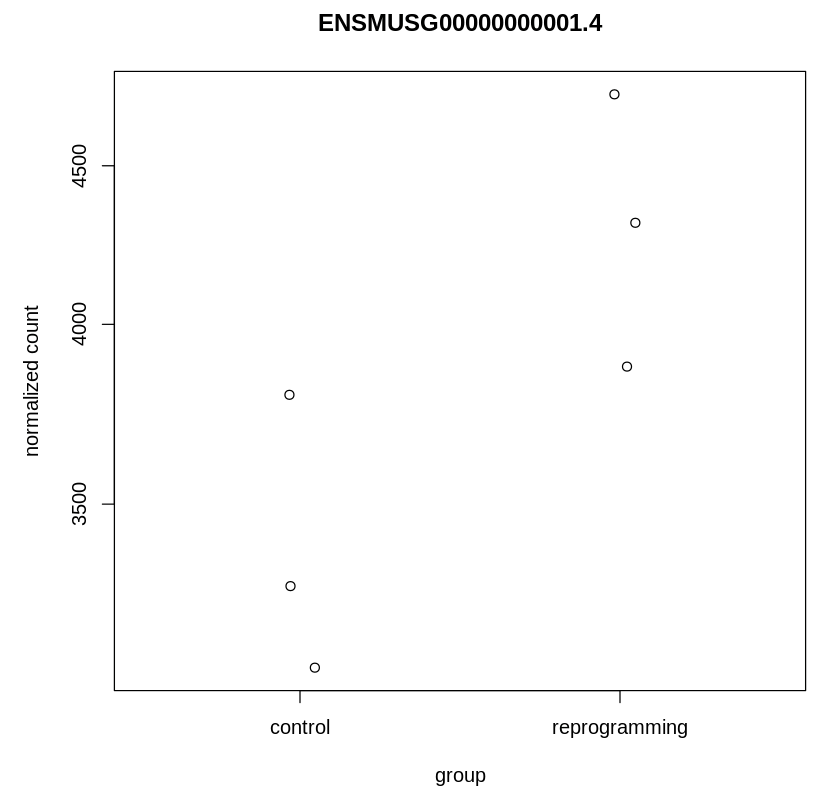 ENSMUSG00000000001.4
normalized count
4500
4000
3500
control
reprogramming
group